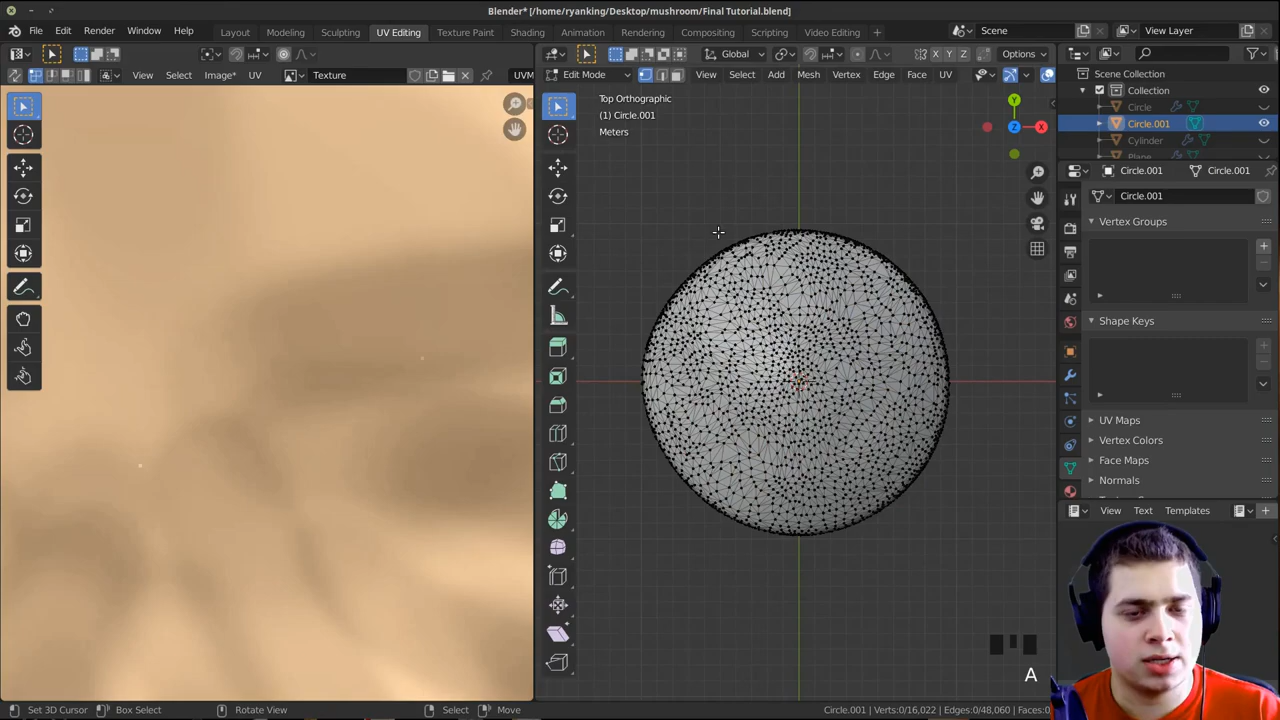 Blender* [/home/ryanking/Desktop/mushroom/Final Tutorial.blend]
File Edit Render Window Help Layout Modeling Sculpting UV Editing Texture Paint Shading Animation Rendering Compositing Scripting Video Editing Scene View Layer
Global X Y Z Options
View Select Image* UV Texture UVM Edit Mode View Select Add Mesh Vertex Edge Face UV
Scene Collection
Collection
Circle
Circle.001
Cylinder
Plane
Top Orthographic
(1) Circle.001
Meters
Y
Z X
Circle.001 Circle.001
Circle.001
Vertex Groups
Shape Keys
UV Maps
Vertex Colors
Face Maps
Normals
View Text Templates
A
Set 3D Cursor Box Select Rotate View Select Move Circle.001 | Verts:0/16,022 | Edges:0/48,060 | Faces:0